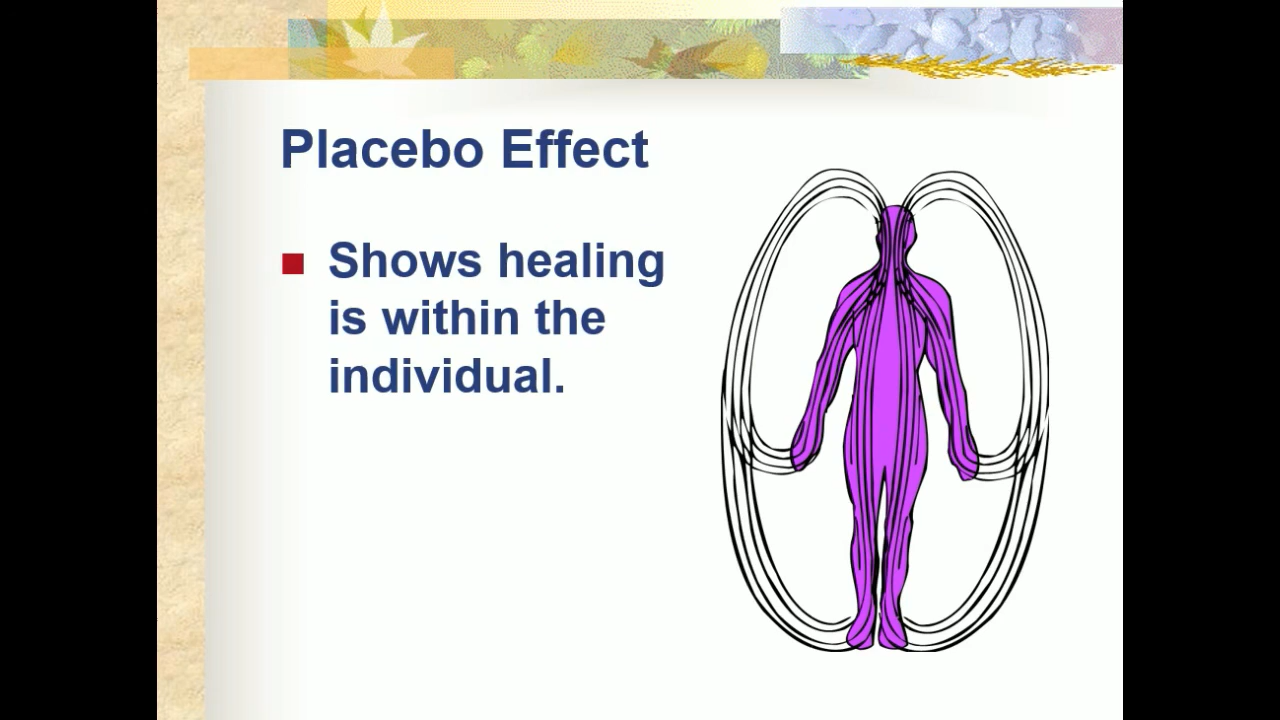 Placebo Effect
Shows healing
is within the
individual.